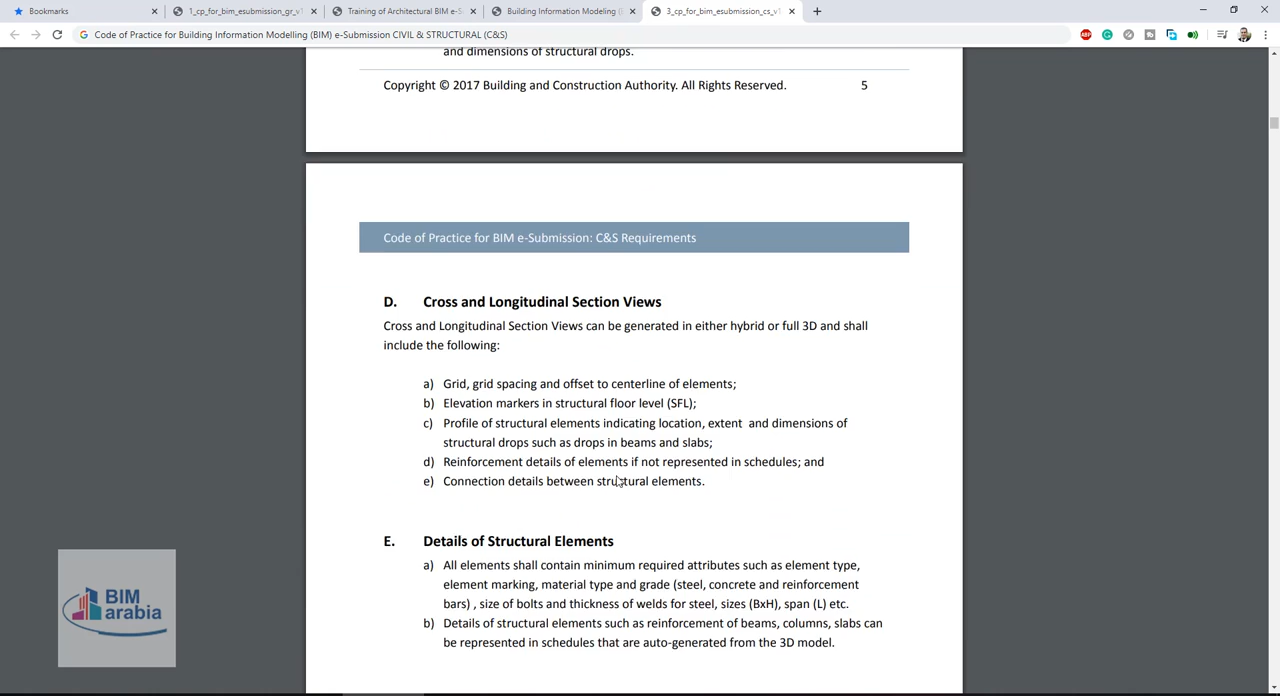 Bookmarks
1_cp_for_bim_esubmission_gr_v1
Training of Architectural BIM e-S
Building Information Modeling (
3_cp_for_bim_esubmission_cs_v1
Code of Practice for Building Information Modelling (BIM) e-Submission CIVIL & STRUCTURAL (C&S)
and dimensions of structural drops.
Copyright © 2017 Building and Construction Authority. All Rights Reserved. 5
Code of Practice for BIM e-Submission: C&S Requirements
D. Cross and Longitudinal Section Views
Cross and Longitudinal Section Views can be generated in either hybrid or full 3D and shall
include the following:
a) Grid, grid spacing and offset to centerline of elements;
b) Elevation markers in structural floor level (SFL);
c) Profile of structural elements indicating location, extent and dimensions of
structural drops such as drops in beams and slabs;
d) Reinforcement details of elements if not represented in schedules; and
e) Connection details between structural elements.
E. Details of Structural Elements
a) All elements shall contain minimum required attributes such as element type,
element marking, material type and grade (steel, concrete and reinforcement
bars) , size of bolts and thickness of welds for steel, sizes (BxH), span (L) etc.
b) Details of structural elements such as reinforcement of beams, columns, slabs can
be represented in schedules that are auto-generated from the 3D model.
BIM
arabia